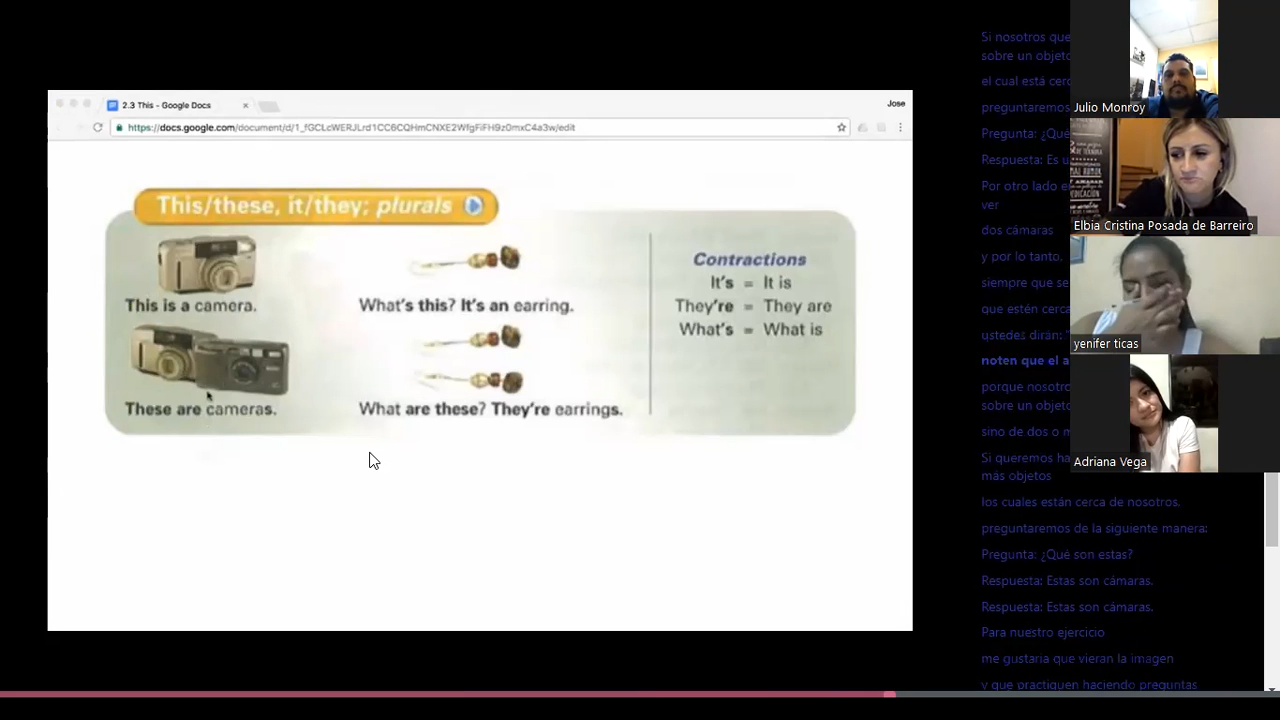 2.3 This - Google Docs
Jose
https://docs.google.com/document/d/1_fGCLcWERJLrd1CC6CQHmCNXE2WfgFiFH9z0mxC4a3w/edit
This/these, it/they; plurals
This is a camera.
What's this? It's an earring.
These are cameras.
What are these? They're earrings.
Contractions
It's = It is
They're = They are
What's = What is
Si nosotros que
sobre un objeto
el cual está cerc
preguntaremos
Pregunta: ¿Qu
Respuesta: Es u
Por otro lado e
ver
dos cámaras
y por lo tanto.
siempre que se
que estén cerca
ustedes dirán:
noten que el a
porque nosotro
sobre un objeto
sino de dos o m
Si queremos ha
más objetos
los cuales están cerca de nosotros.
preguntaremos de la siguiente manera:
Pregunta: ¿Qué son estas?
Respuesta: Estas son cámaras.
Respuesta: Estas son cámaras.
Para nuestro ejercicio
me gustaria que vieran la imagen
y que practiquen haciendo preguntas
Julio Monroy
Elbia Cristina Posada de Barreiro
yenifer ticas
Adriana Vega